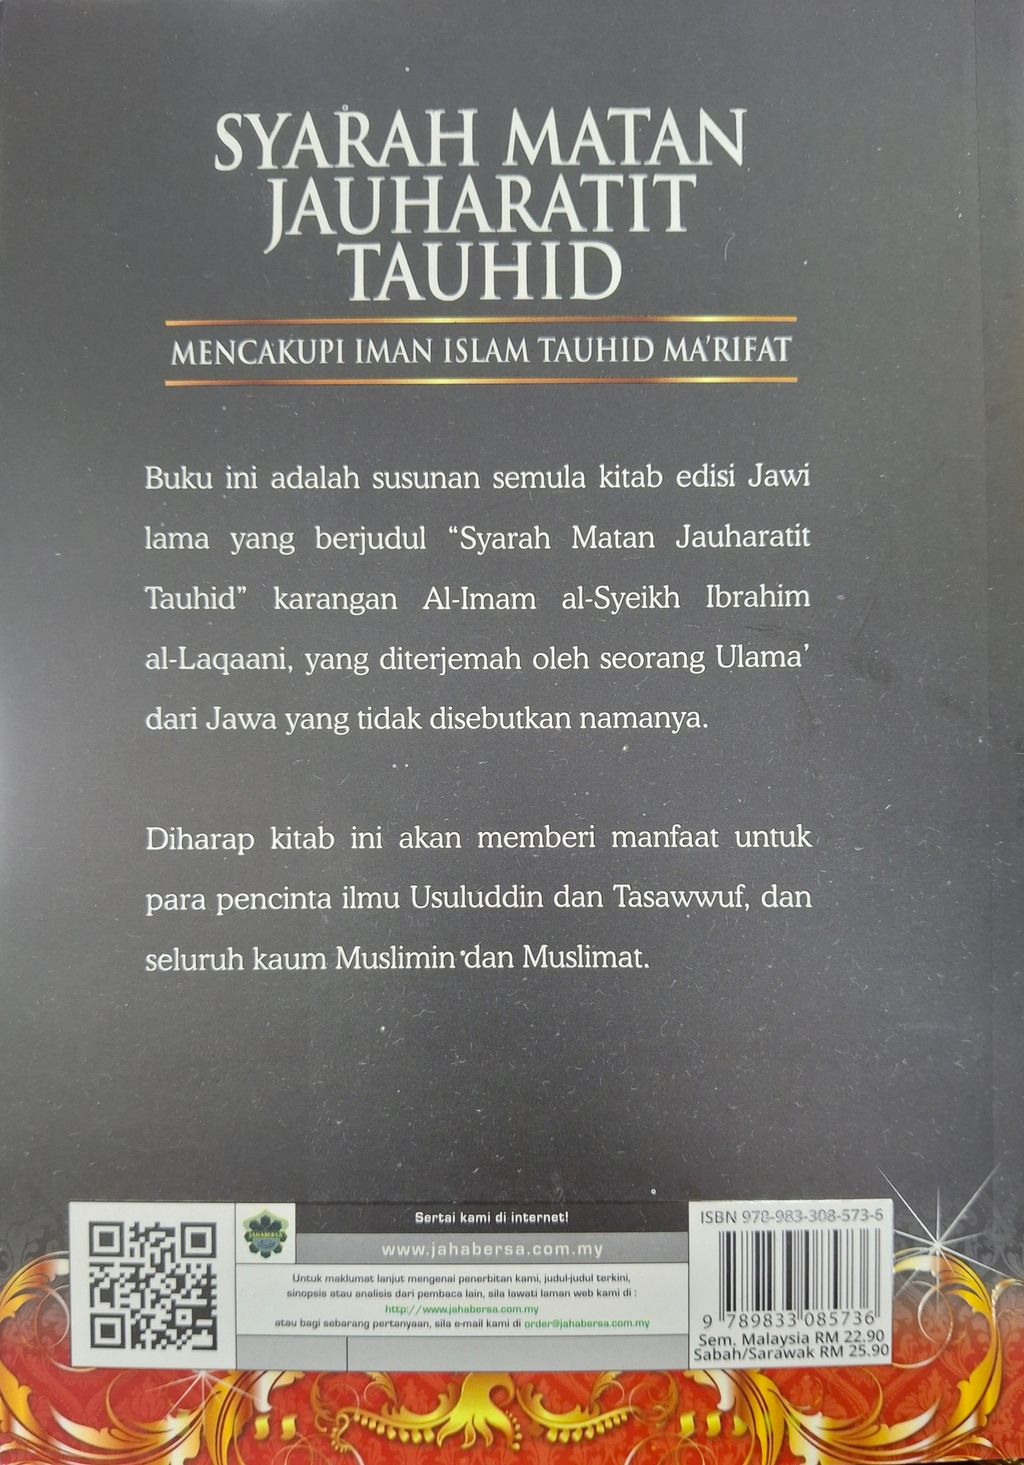 SYARAH MATAN
JAUHARATIT
TAUHID
MENCAKUPI IMAN ISLAM TAUHID MA'RIFAT
Buku ini adalah susunan semula kitab edisi Jawi
lama yang berjudul “Syarah Matan Jauharatit
Tauhid” karangan Al-Imam al-Syeikh Ibrahim
al-Laqaani, yang diterjemah oleh seorang Ulama’
dari Jawa yang tidak disebutkan namanya.
Diharap kitab ini akan memberi manfaat untuk
para pencinta ilmu Usuluddin dan Tasawwuf, dan
seluruh kaum Muslimin dan Muslimat.
JAHABERSA
Sertai kami di internet!
www.jahabersa.com.my
Untuk maklumat lanjut mengenai penerbitan kami, judul-judul terkini,
sinopsis atau analisis dari pembaca lain, sila lawati laman web kami di :
http://www.jahabersa.com.my
atau bagi sebarang pertanyaan, sila e-mail kami di order@jahabersa.com.my
ISBN 978-983-308-573-6
9 789833 085736
Sem. Malaysia RM 22.90
Sabah/Sarawak RM 25.90